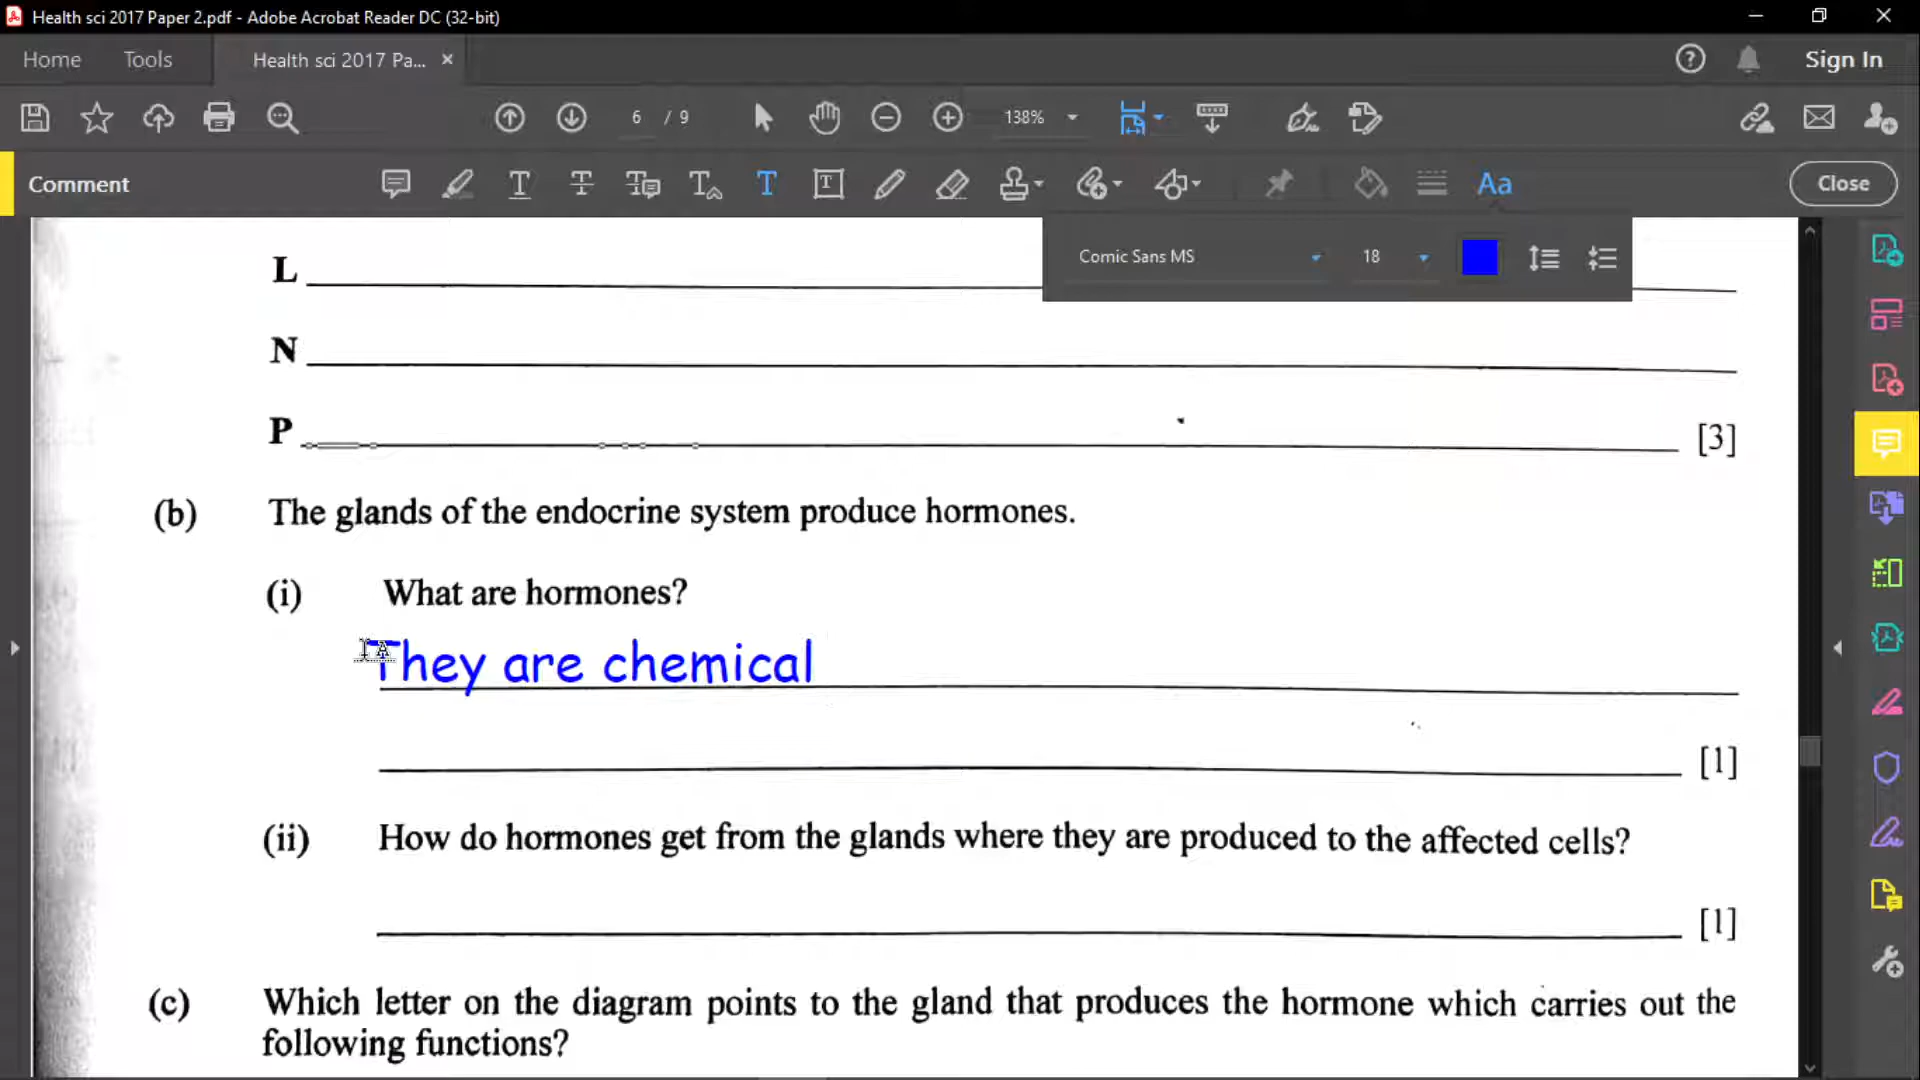 Health sci 2017 Paper 2.pdf - Adobe Acrobat Reader DC (32-bit)
Home Tools Health sci 2017 Pa... × Sign In
6 / 9 138%
Comment Aa Close
Comic Sans MS 18
L
N
P [3]
(b) The glands of the endocrine system produce hormones.
(i) What are hormones?
They are chemical
[1]
(ii) How do hormones get from the glands where they are produced to the affected cells?
[1]
(c) Which letter on the diagram points to the gland that produces the hormone which carries out the
following functions?